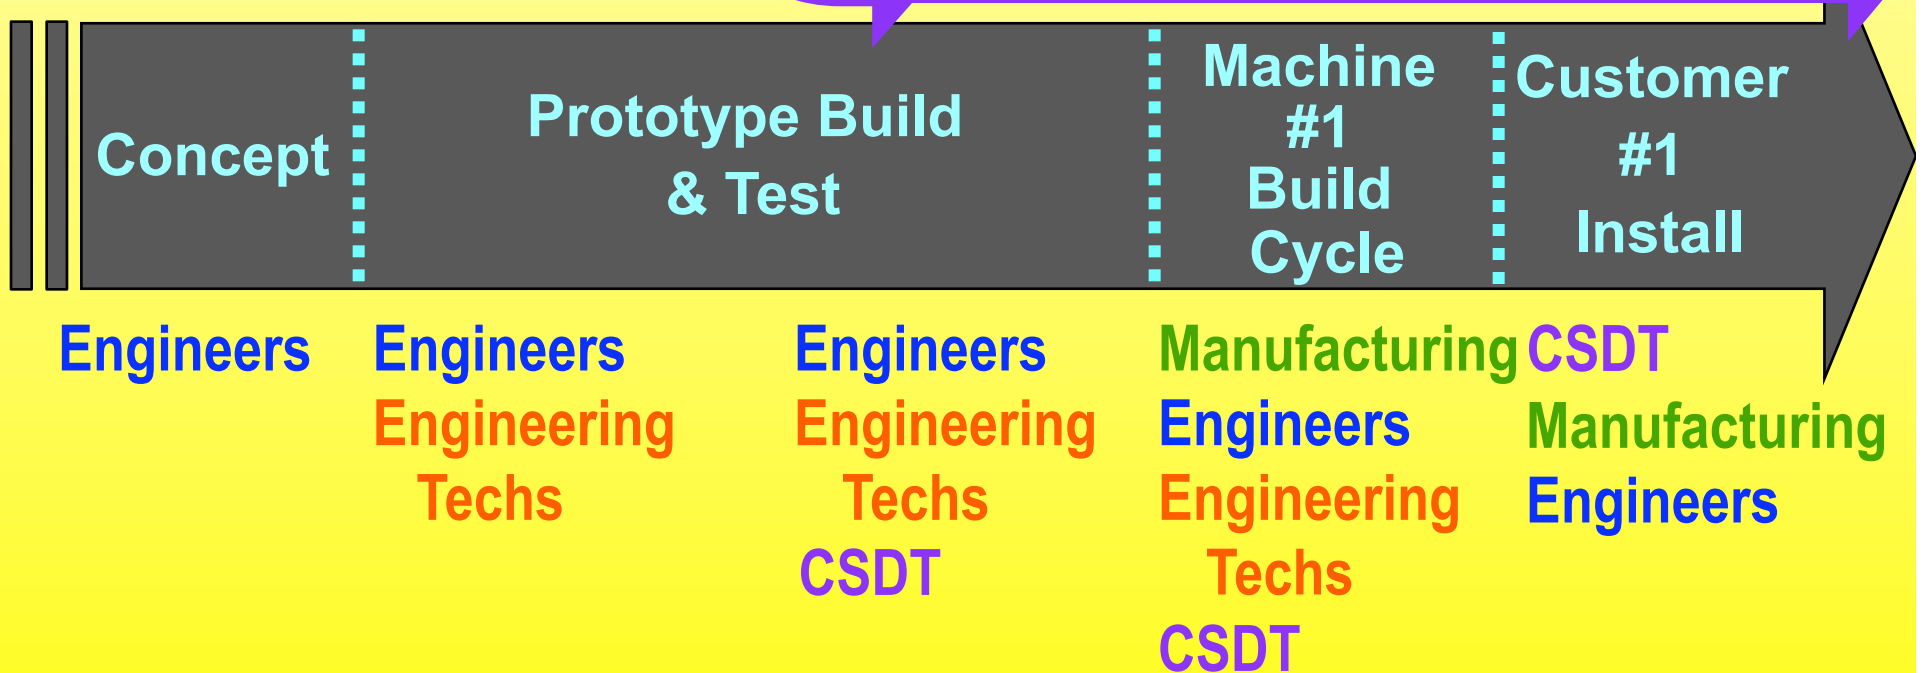 Concept
Prototype Build
& Test
Machine
#1
Build
Cycle
Customer
#1
Install
Engineers
Engineers
Engineering
Techs
Engineers
Engineering
Techs
CSDT
Manufacturing
Engineers
Engineering
Techs
CSDT
CSDT
Manufacturing
Engineers